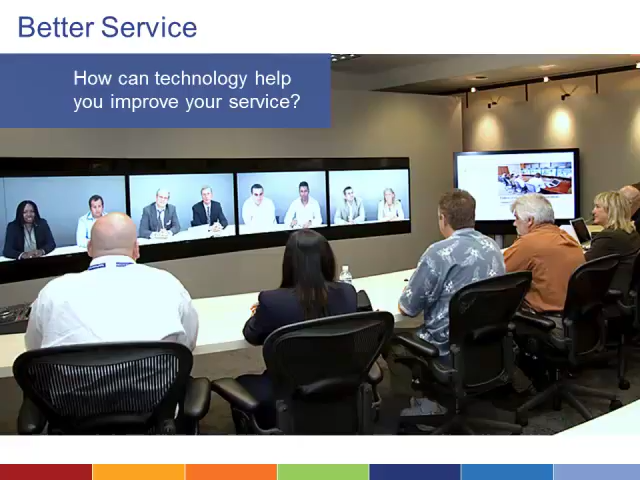 Better Service
How can technology help
you improve your service?